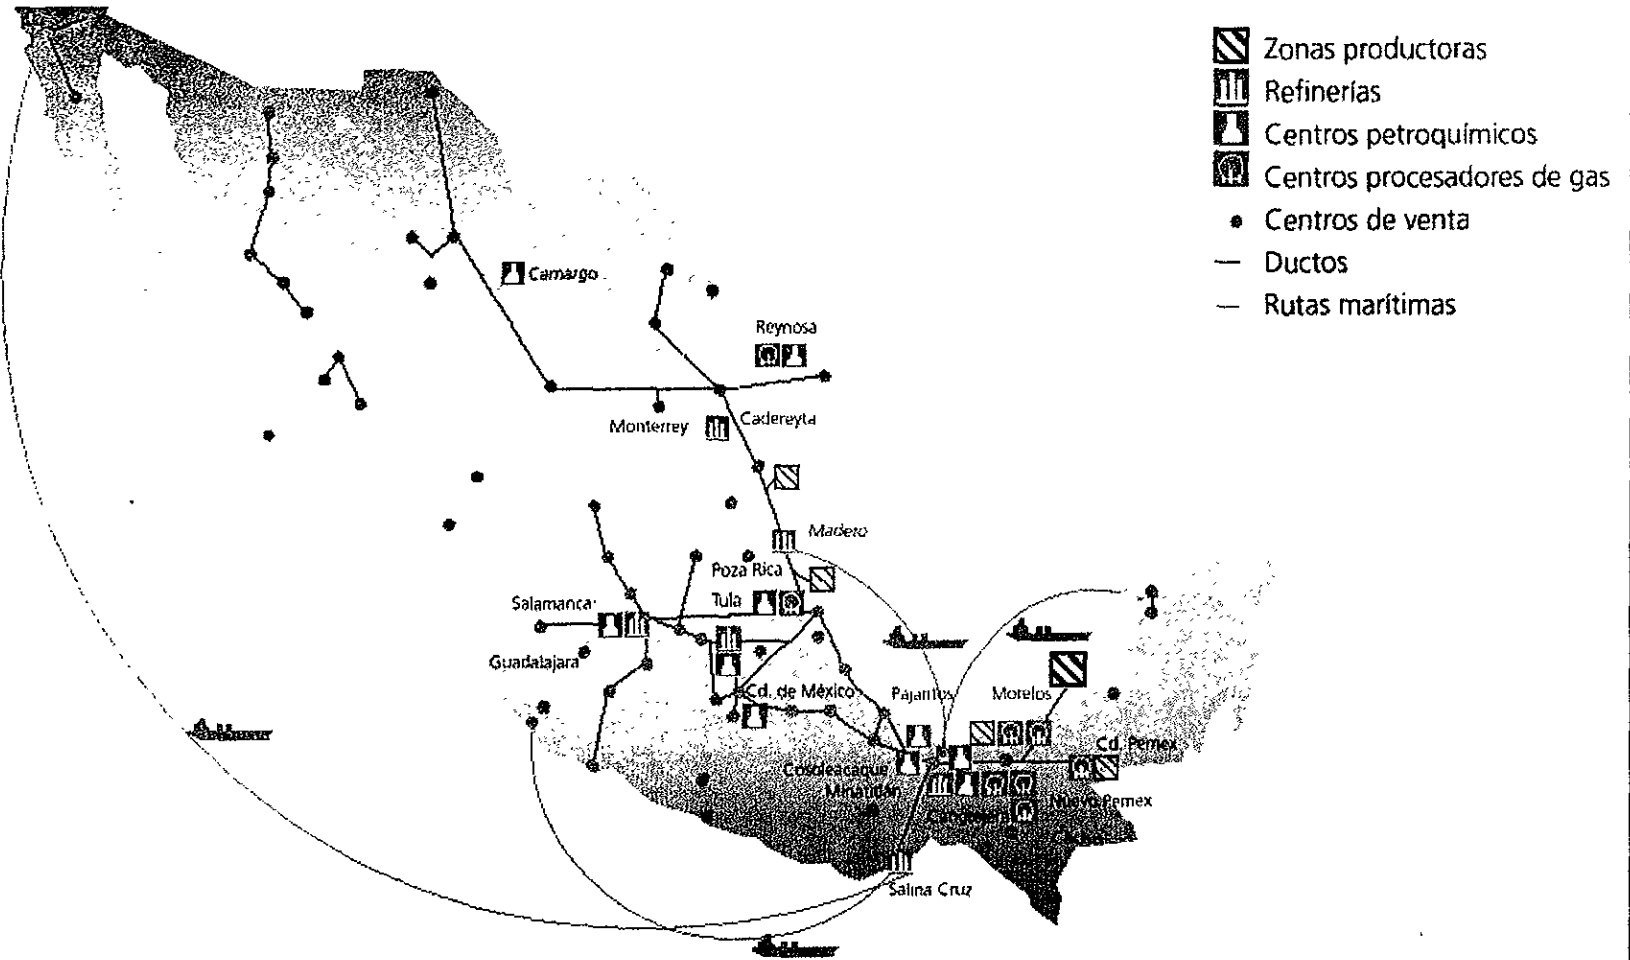 Zonas productoras
Refinerías
Centros petroquímicos
Centros procesadores de gas
Centros de venta
Ductos
Rutas marítimas
Camargo
Reynosa
Monterrey
Cadereyta
Madero
Poza Rica
Salamanca
Tula
Guadalajara
Cd. de México
Pajaritos
Morelos
Cd. Pemex
Cosoleacaque
Minatitlán
Nuevo Pemex
Cangrejera
Salina Cruz